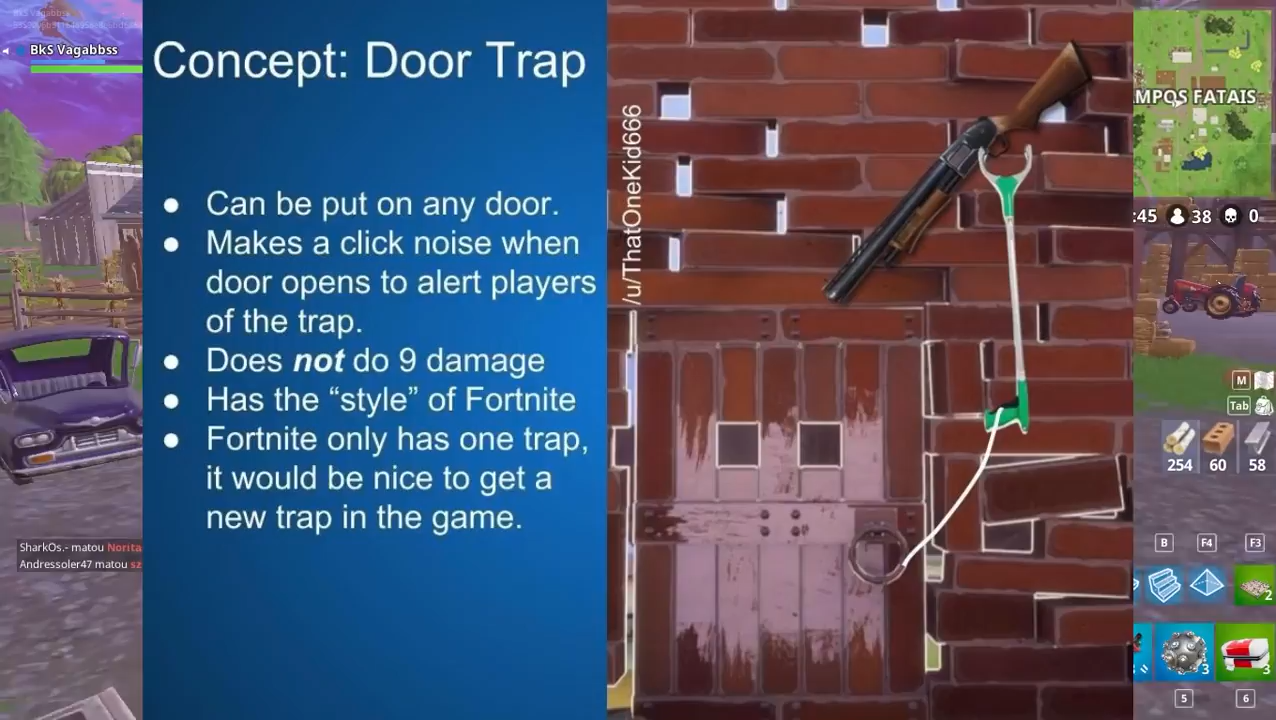 BkS Vagabbss
Concept: Door Trap
● Can be put on any door.
● Makes a click noise when
door opens to alert players
of the trap.
● Does not do 9 damage
● Has the “style” of Fortnite
● Fortnite only has one trap,
it would be nice to get a
new trap in the game.
/u/ThatOneKid666
SharkOs.- matou Norita
Andressoler47 matou sz
MPOS FATAIS
:45 38 0
M
Tab
254 60 58
B F4 F3
2
3 3
5 6